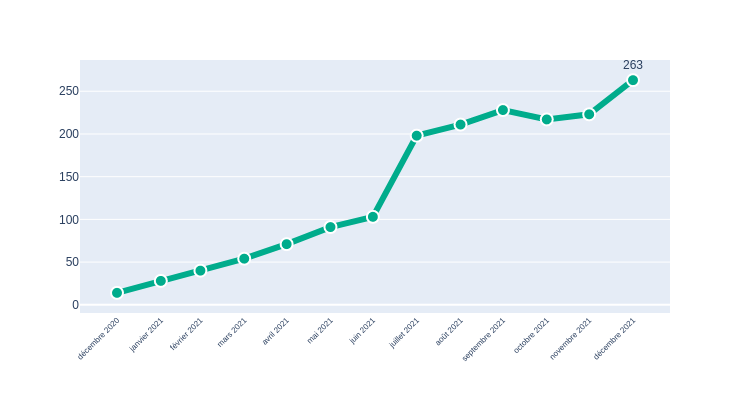 263
250
200
150
100
50
0
décembre 2020
janvier 2021
février 2021
mars 2021
avril 2021
mai 2021
juin 2021
juillet 2021
août 2021
septembre 2021
octobre 2021
novembre 2021
décembre 2021